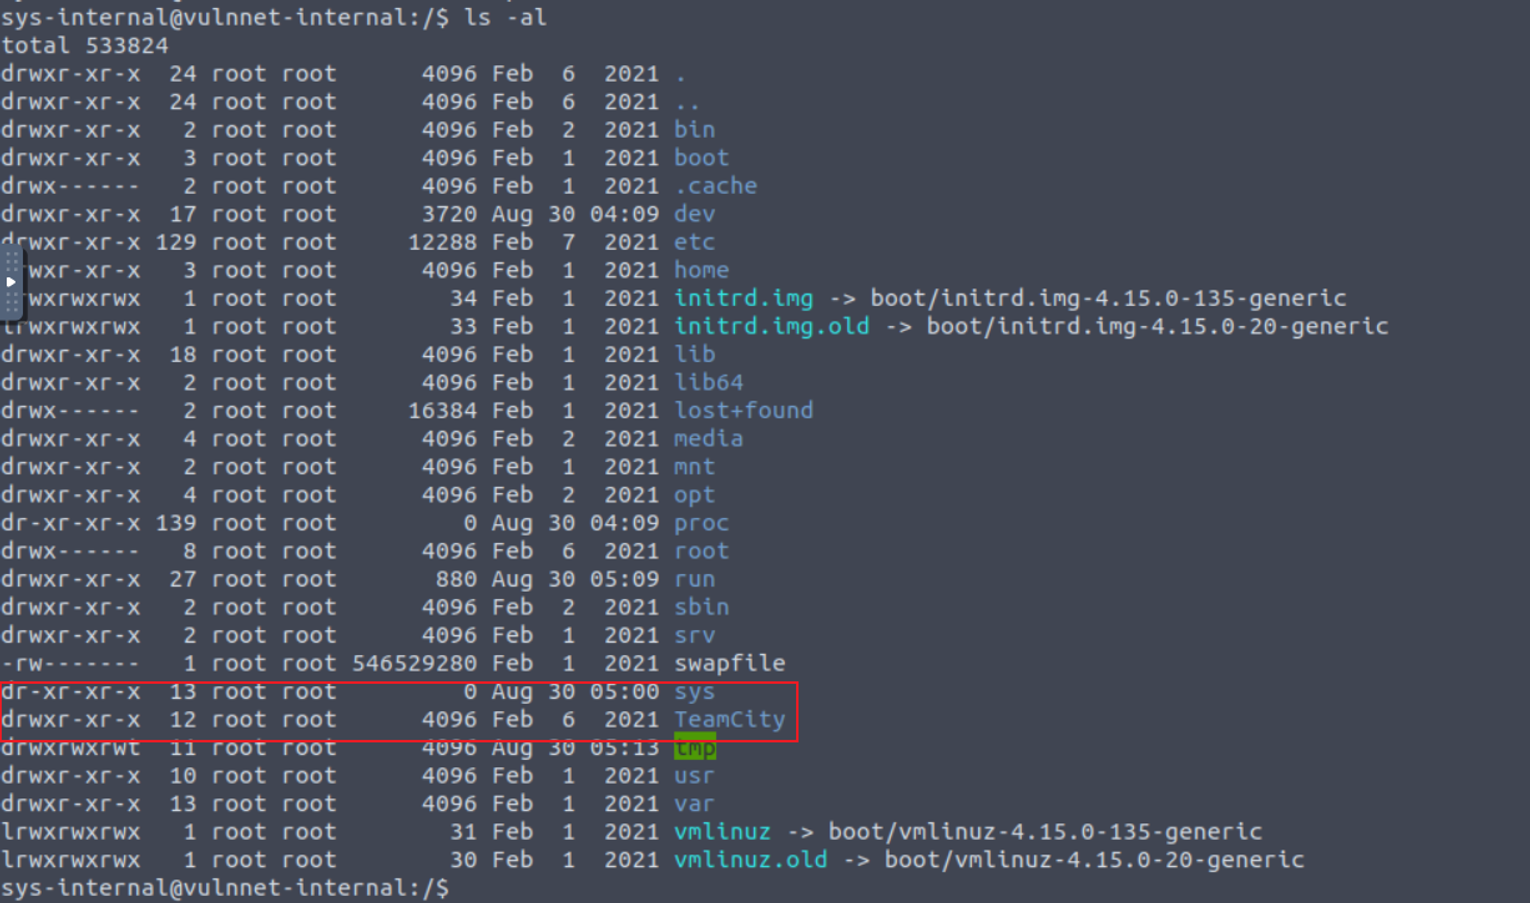 sys-internal@vulnnet-internal:/$ ls -al
total 533824
drwxr-xr-x  24 root root      4096 Feb  6  2021 .
drwxr-xr-x  24 root root      4096 Feb  6  2021 ..
drwxr-xr-x   2 root root      4096 Feb  2  2021 bin
drwxr-xr-x   3 root root      4096 Feb  1  2021 boot
drwx------   2 root root      4096 Feb  1  2021 .cache
drwxr-xr-x  17 root root      3720 Aug 30 04:09 dev
drwxr-xr-x 129 root root     12288 Feb  7  2021 etc
rwxr-xr-x   3 root root      4096 Feb  1  2021 home
rwxrwxrwx   1 root root        34 Feb  1  2021 initrd.img -> boot/initrd.img-4.15.0-135-generic
lrwxrwxrwx   1 root root        33 Feb  1  2021 initrd.img.old -> boot/initrd.img-4.15.0-20-generic
drwxr-xr-x  18 root root      4096 Feb  1  2021 lib
drwxr-xr-x   2 root root      4096 Feb  1  2021 lib64
drwx------   2 root root     16384 Feb  1  2021 lost+found
drwxr-xr-x   4 root root      4096 Feb  2  2021 media
drwxr-xr-x   2 root root      4096 Feb  1  2021 mnt
drwxr-xr-x   4 root root      4096 Feb  2  2021 opt
dr-xr-xr-x 139 root root         0 Aug 30 04:09 proc
drwx------   8 root root      4096 Feb  6  2021 root
drwxr-xr-x  27 root root       880 Aug 30 05:09 run
drwxr-xr-x   2 root root      4096 Feb  2  2021 sbin
drwxr-xr-x   2 root root      4096 Feb  1  2021 srv
-rw-------   1 root root 546529280 Feb  1  2021 swapfile
dr-xr-xr-x  13 root root         0 Aug 30 05:00 sys
drwxr-xr-x  12 root root      4096 Feb  6  2021 TeamCity
drwxrwxrwt  11 root root      4096 Aug 30 05:13 tmp
drwxr-xr-x  10 root root      4096 Feb  1  2021 usr
drwxr-xr-x  13 root root      4096 Feb  1  2021 var
lrwxrwxrwx   1 root root        31 Feb  1  2021 vmlinuz -> boot/vmlinuz-4.15.0-135-generic
lrwxrwxrwx   1 root root        30 Feb  1  2021 vmlinuz.old -> boot/vmlinuz-4.15.0-20-generic
sys-internal@vulnnet-internal:/$